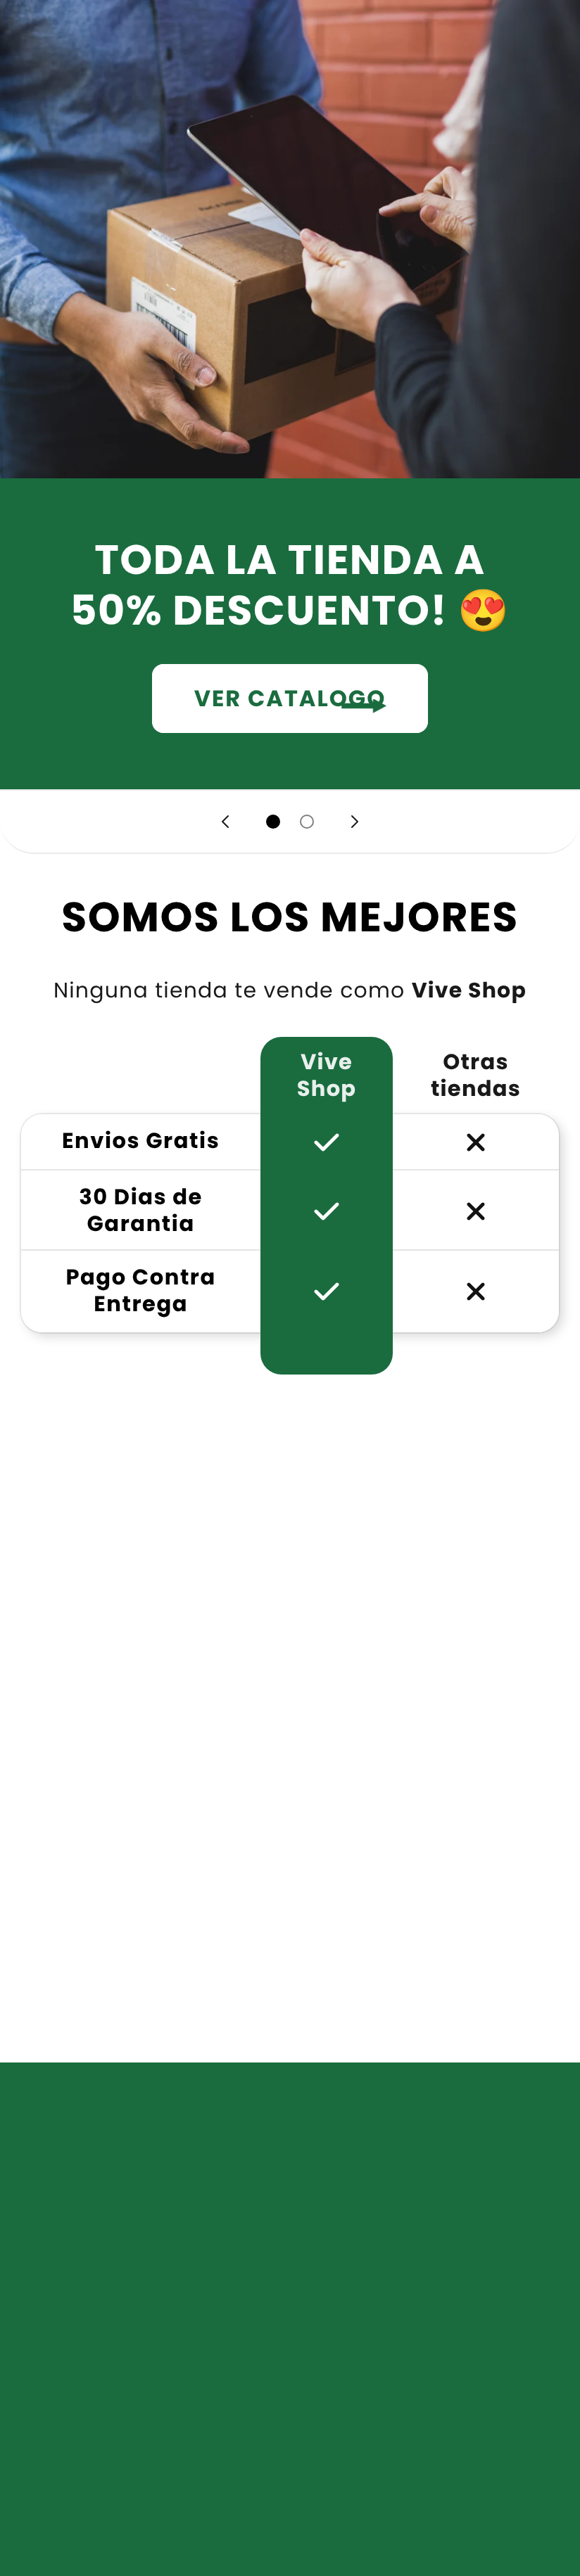 TODA LA TIENDA A
50% DESCUENTO! 😍
VER CATALOGO
SOMOS LOS MEJORES
Ninguna tienda te vende como Vive Shop
Vive
Shop
Otras
tiendas
Envios Gratis
30 Dias de
Garantia
Pago Contra
Entrega